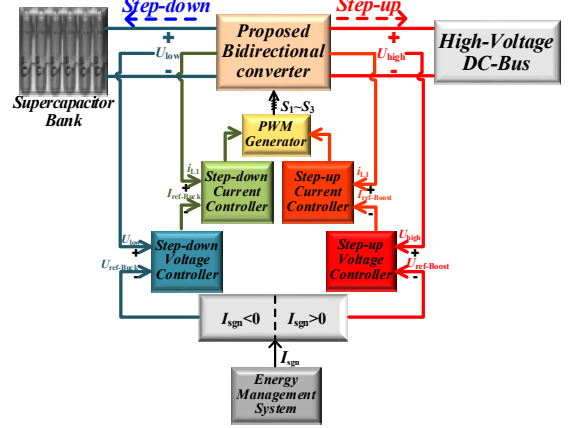 Step-down
Step-up
Proposed
Bidirectional
converter
High-Voltage
DC-Bus
+
U_low
-
+
U_high
-
Supercapacitor
Bank
S₁~S₃
PWM
Generator
i_L1
+
I_ref-Buck
-
Step-down
Current
Controller
Step-up
Current
Controller
i_L1
+
I_ref-Boost
-
U_low
+
U_ref-Buck
-
Step-down
Voltage
Controller
Step-up
Voltage
Controller
U_high
+
U_ref-Boost
-
I_sgn<0
I_sgn>0
I_sgn
Energy
Management
System